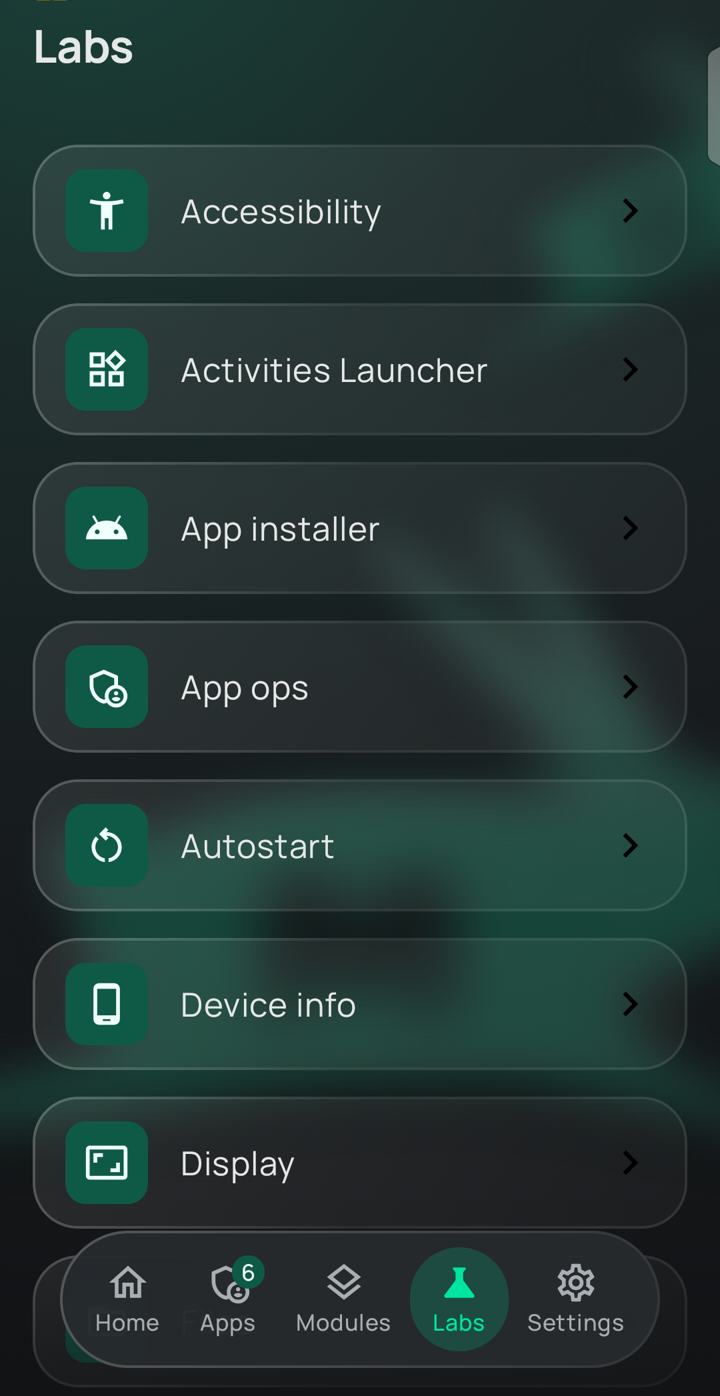 Labs
Accessibility
Activities Launcher
App installer
App ops
Autostart
Device info
Display
6
Home
Apps
Modules
Labs
Settings